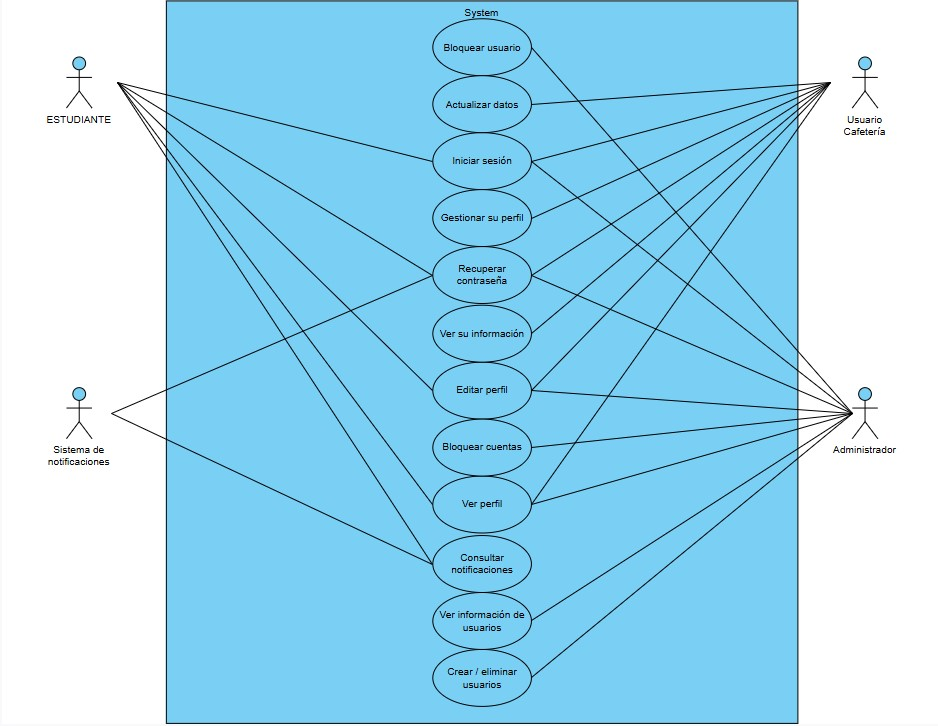 System
Bloquear usuario
Actualizar datos
Iniciar sesión
Gestionar su perfil
Recuperar
contraseña
Ver su información
Editar perfil
Bloquear cuentas
Ver perfil
Consultar
notificaciones
Ver información de
usuarios
Crear / eliminar
usuarios
ESTUDIANTE
Sistema de
notificaciones
Usuario
Cafetería
Administrador